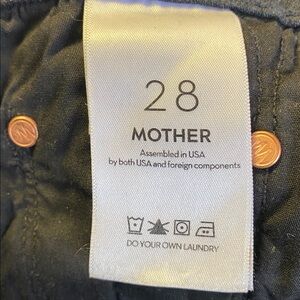 28
MOTHER
Assembled in USA
by both USA and foreign components
DO YOUR OWN LAUNDRY